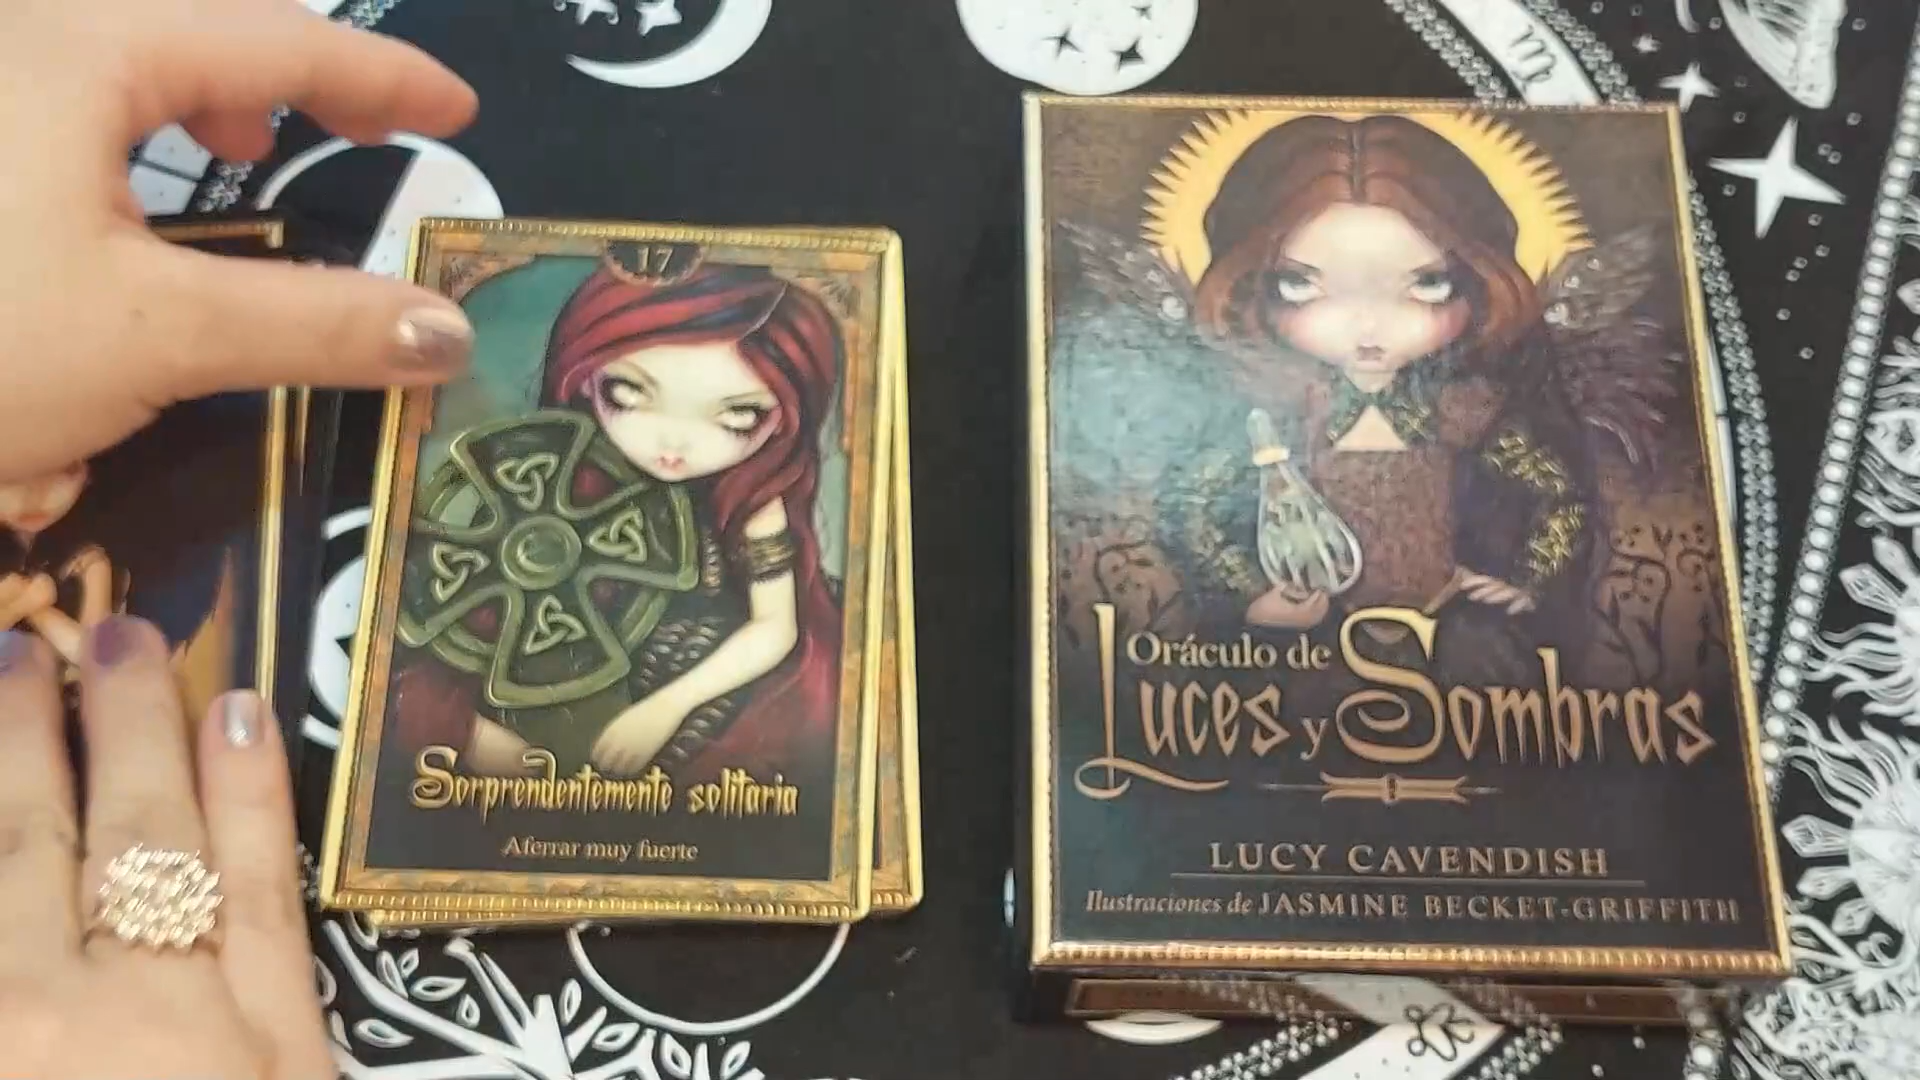 17
Sorprendentemente solitaria
Aferrar muy fuerte
Oráculo de
Luces y Sombras
LUCY CAVENDISH
Ilustraciones de JASMINE BECKET-GRIFFITH